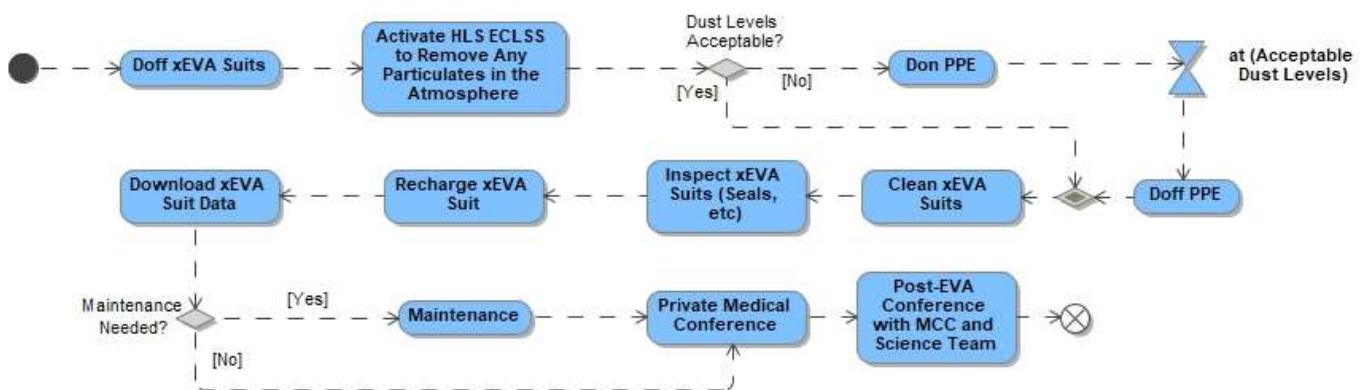 Doff xEVA Suits
Activate HLS ECLSS
to Remove Any
Particulates in the
Atmosphere
Dust Levels
Acceptable?
[Yes]
[No]
Don PPE
at (Acceptable
Dust Levels)
Doff PPE
Clean xEVA
Suits
Inspect xEVA
Suits (Seals,
etc)
Recharge xEVA
Suit
Download xEVA
Suit Data
Maintenance
Needed?
[Yes]
[No]
Maintenance
Private Medical
Conference
Post-EVA
Conference
with MCC and
Science Team